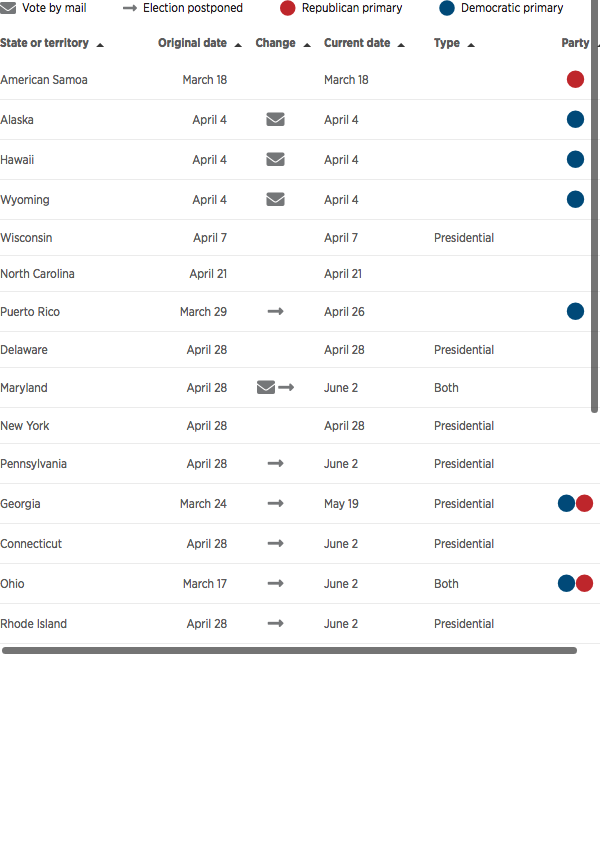 Vote by mail Election postponed Republican primary Democratic primary
State or territory Original date Change Current date Type Party
American Samoa March 18 March 18
Alaska April 4 April 4
Hawaii April 4 April 4
Wyoming April 4 April 4
Wisconsin April 7 April 7 Presidential
North Carolina April 21 April 21
Puerto Rico March 29 April 26
Delaware April 28 April 28 Presidential
Maryland April 28 June 2 Both
New York April 28 April 28 Presidential
Pennsylvania April 28 June 2 Presidential
Georgia March 24 May 19 Presidential
Connecticut April 28 June 2 Presidential
Ohio March 17 June 2 Both
Rhode Island April 28 June 2 Presidential